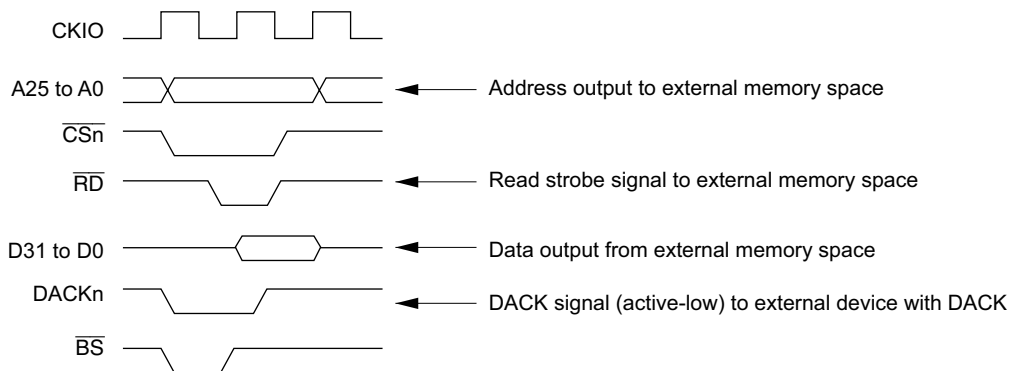 CKIO
A25 to A0 Address output to external memory space
CSn
RD Read strobe signal to external memory space
D31 to D0 Data output from external memory space
DACKn DACK signal (active-low) to external device with DACK
BS